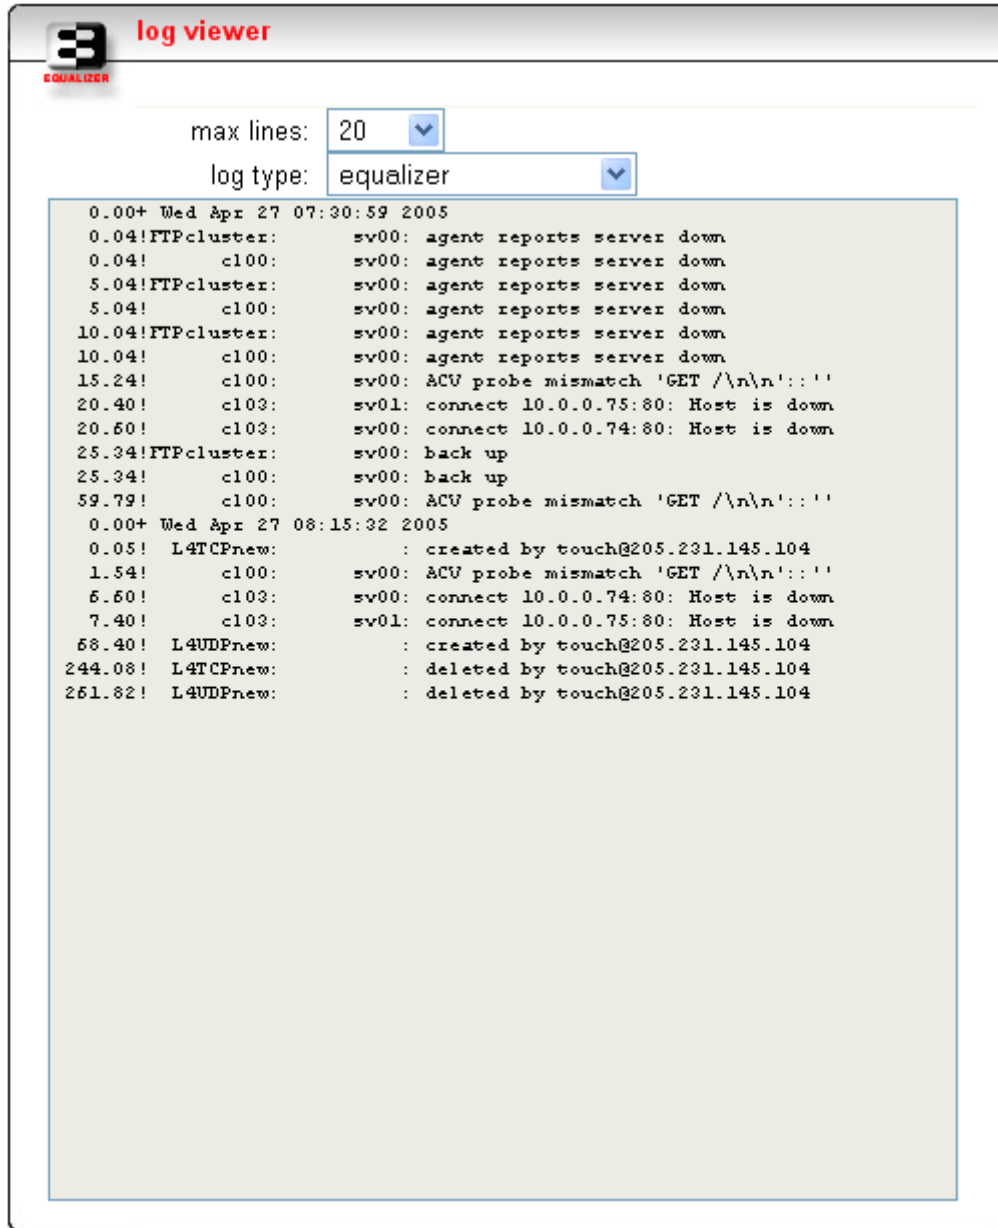 log viewer
EQUALIZER
max lines: 20
log type: equalizer
0.00+ Wed Apr 27 07:30:59 2005
0.04!FTPcluster: sv00: agent reports server down
0.04! cl00: sv00: agent reports server down
5.04!FTPcluster: sv00: agent reports server down
5.04! cl00: sv00: agent reports server down
10.04!FTPcluster: sv00: agent reports server down
10.04! cl00: sv00: agent reports server down
15.24! cl00: sv00: ACV probe mismatch 'GET /\n\n'::''
20.40! cl03: sv01: connect 10.0.0.75:80: Host is down
20.60! cl03: sv00: connect 10.0.0.74:80: Host is down
25.34!FTPcluster: sv00: back up
25.34! cl00: sv00: back up
59.79! cl00: sv00: ACV probe mismatch 'GET /\n\n'::''
0.00+ Wed Apr 27 08:15:32 2005
0.05! L4TCPnew: : created by touch@205.231.145.104
1.54! cl00: sv00: ACV probe mismatch 'GET /\n\n'::''
6.60! cl03: sv00: connect 10.0.0.74:80: Host is down
7.40! cl03: sv01: connect 10.0.0.75:80: Host is down
68.40! L4UDPnew: : created by touch@205.231.145.104
244.08! L4TCPnew: : deleted by touch@205.231.145.104
261.82! L4UDPnew: : deleted by touch@205.231.145.104